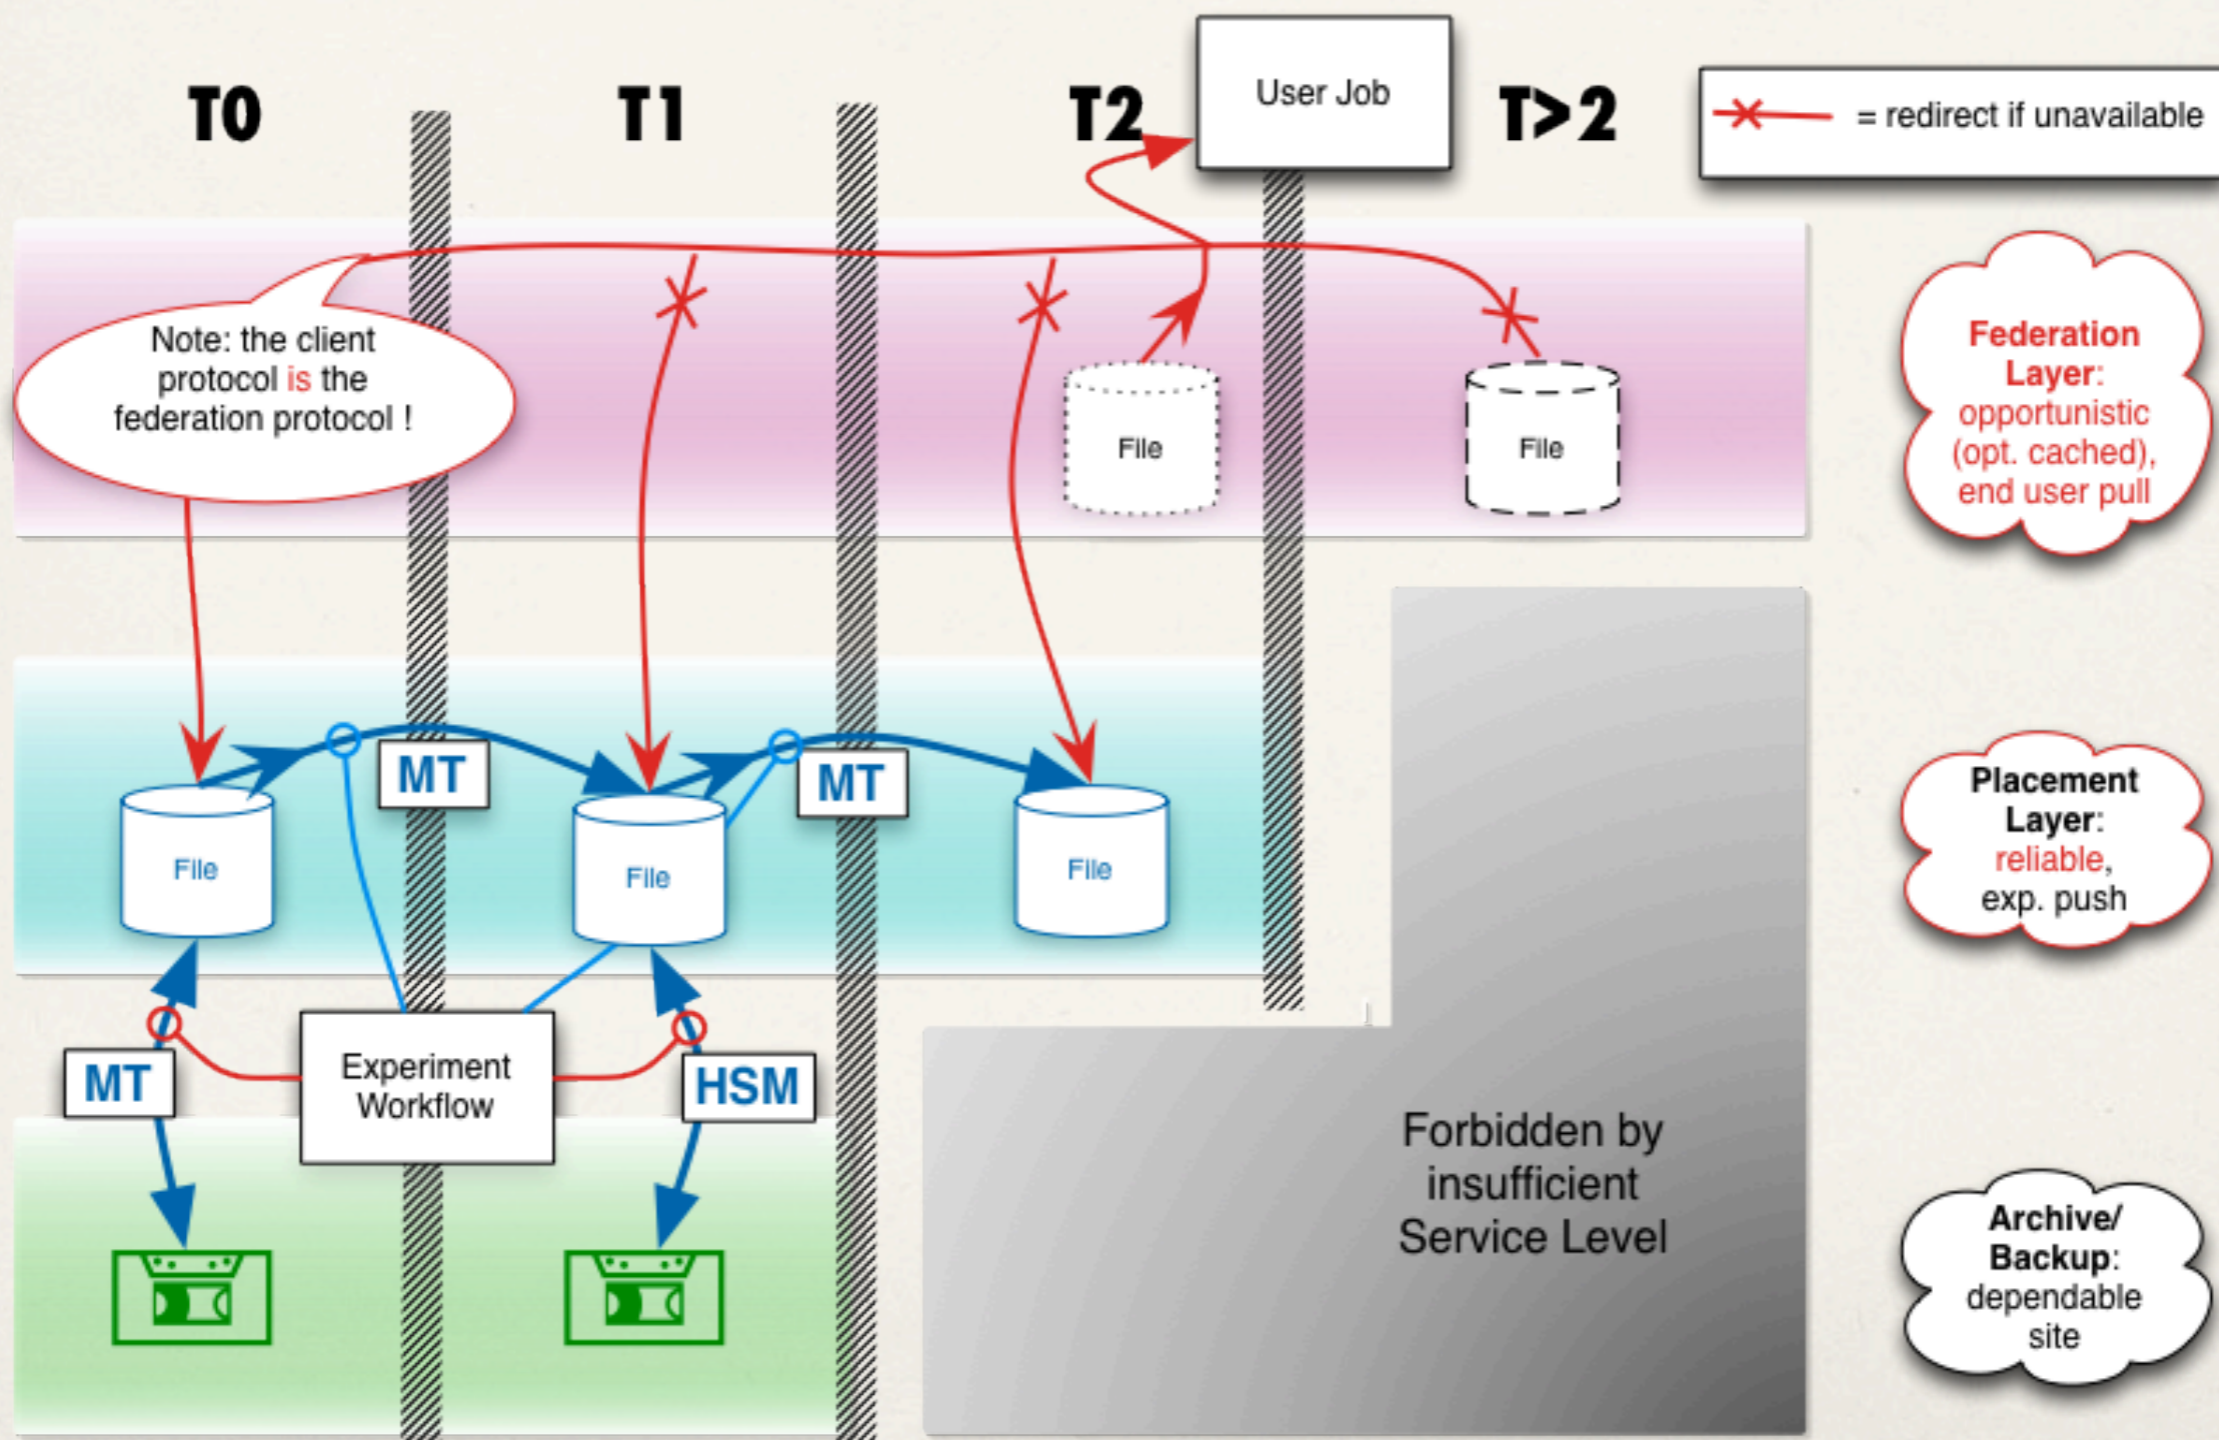 T0
T1
T2
User Job
T>2
= redirect if unavailable
Note: the client
protocol is the
federation protocol !
File
File
Federation
Layer:
opportunistic
(opt. cached),
end user pull
MT
MT
File
File
File
Placement
Layer:
reliable,
exp. push
MT
Experiment
Workflow
HSM
Forbidden by
insufficient
Service Level
Archive/
Backup:
dependable
site